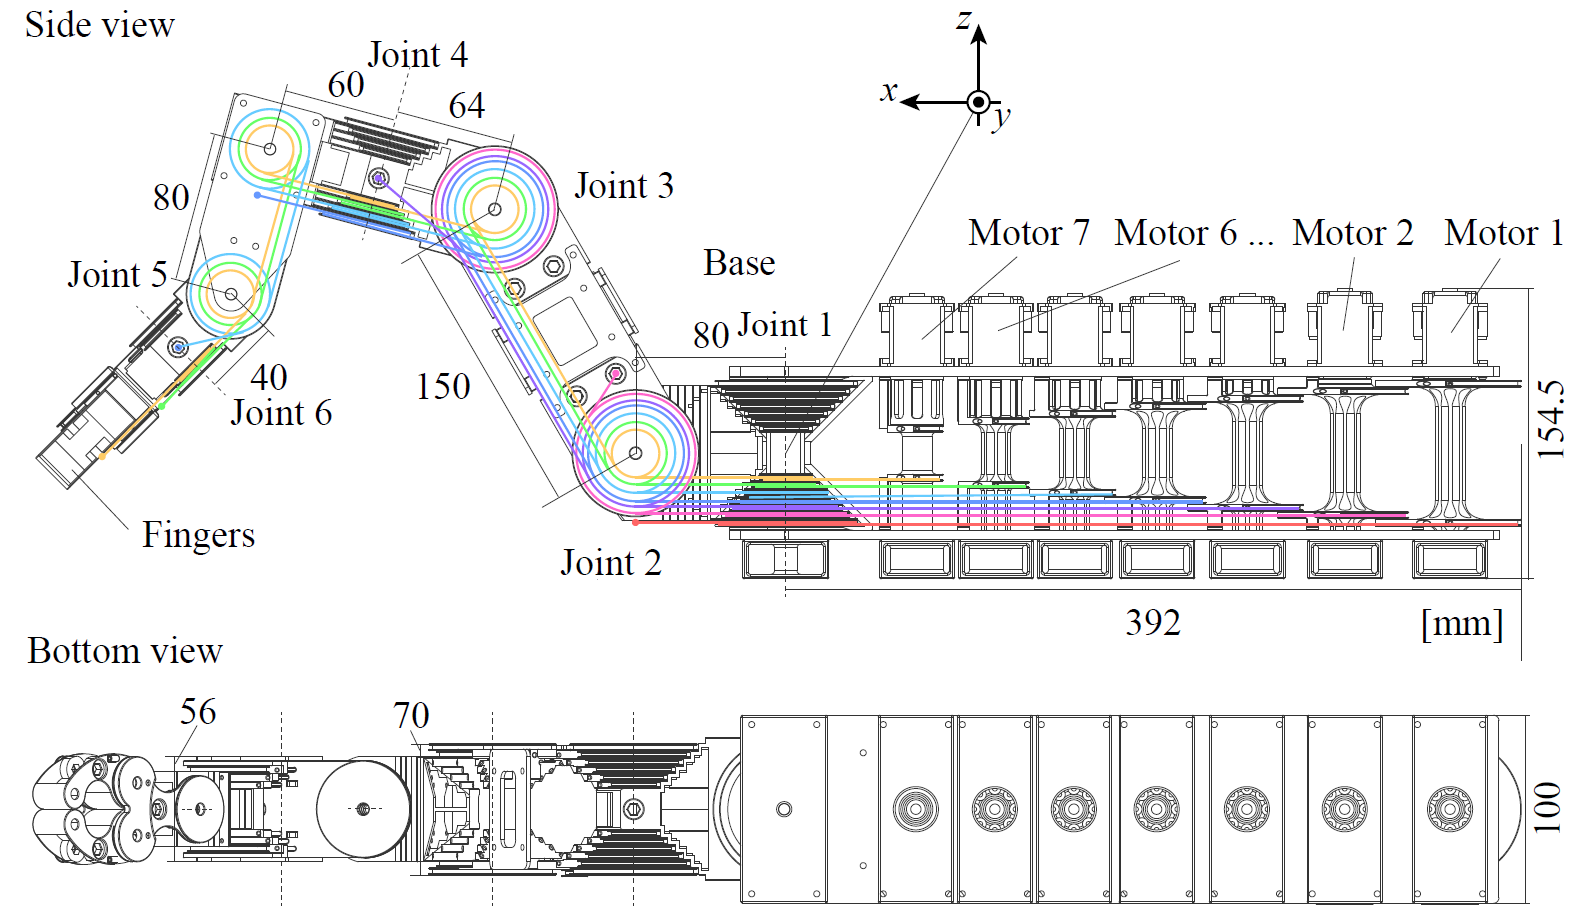 Side view
z
Joint 4
60
x
64
y
80
Joint 3
Motor 7 Motor 6 ... Motor 2 Motor 1
Base
Joint 5
80 Joint 1
150
40
Joint 6
154.5
Fingers
Joint 2
392
[mm]
Bottom view
56
70
100